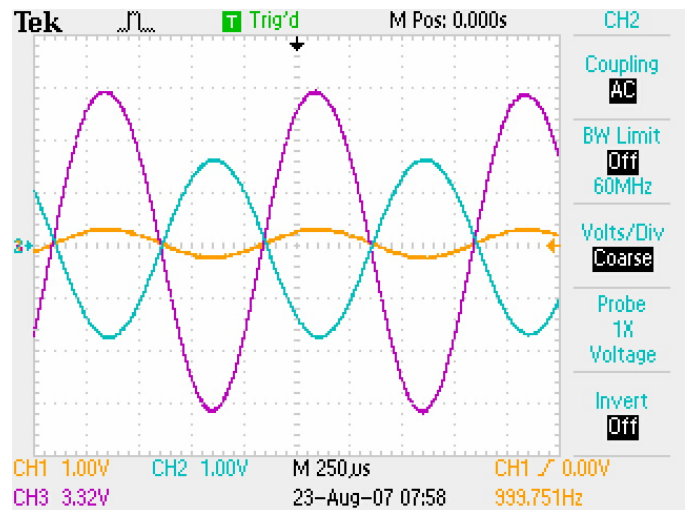 Tek Trig'd M Pos: 0.000s CH2
Coupling
AC
BW Limit
Off
60MHz
Volts/Div
Coarse
Probe
1X
Voltage
Invert
Off
3+
CH1 1.00V CH2 1.00V M 250µs CH1 / 0.00V
CH3 3.32V 23-Aug-07 07:58 999.751Hz